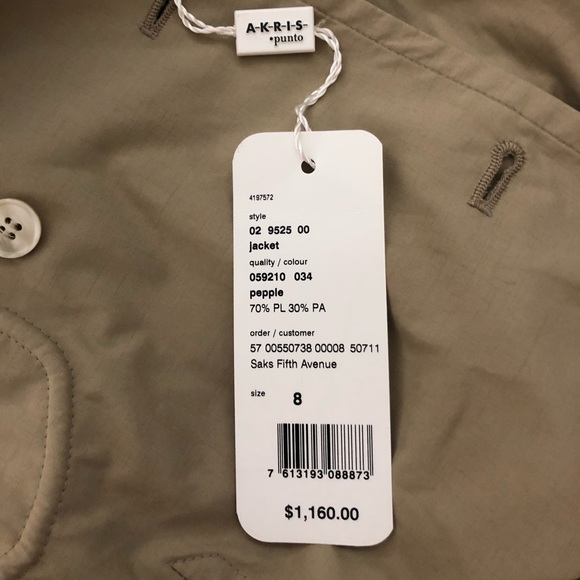 A-K-R-I-S-
•punto
4197572
style
02 9525 00
jacket
quality / colour
059210 034
pepple
70% PL 30% PA
order / customer
57 00550738 00008 50711
Saks Fifth Avenue
size 8
7 613193 088873
$1,160.00